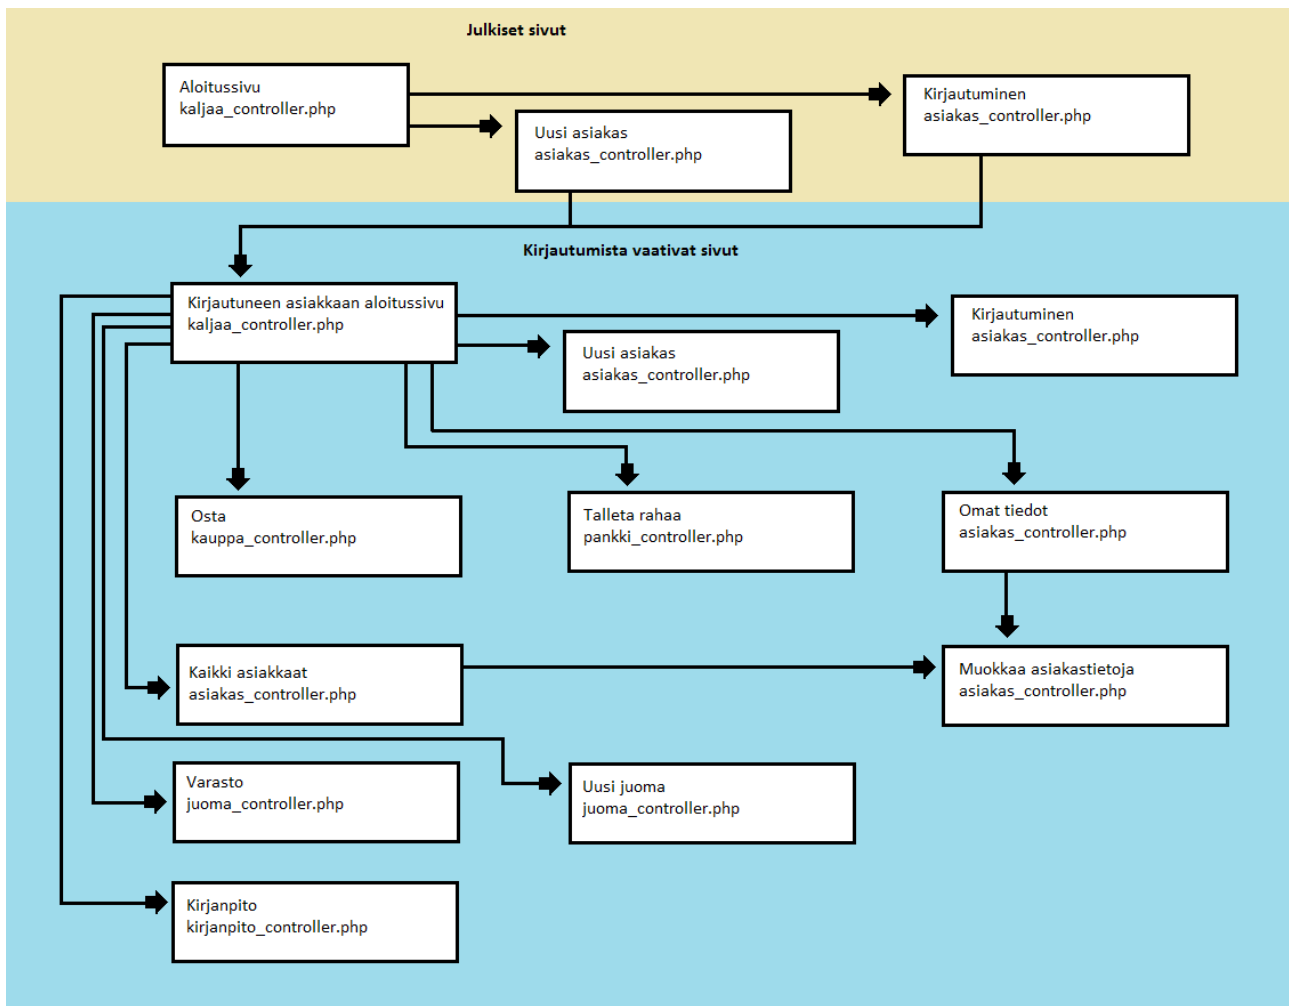 Julkiset sivut
Aloitussivu
kaljaa_controller.php
Kirjautuminen
asiakas_controller.php
Uusi asiakas
asiakas_controller.php
Kirjautumista vaativat sivut
Kirjautuneen asiakkaan aloitussivu
kaljaa_controller.php
Kirjautuminen
asiakas_controller.php
Uusi asiakas
asiakas_controller.php
Osta
kauppa_controller.php
Talleta rahaa
pankki_controller.php
Omat tiedot
asiakas_controller.php
Kaikki asiakkaat
asiakas_controller.php
Muokkaa asiakastietoja
asiakas_controller.php
Varasto
juoma_controller.php
Uusi juoma
juoma_controller.php
Kirjanpito
kirjanpito_controller.php